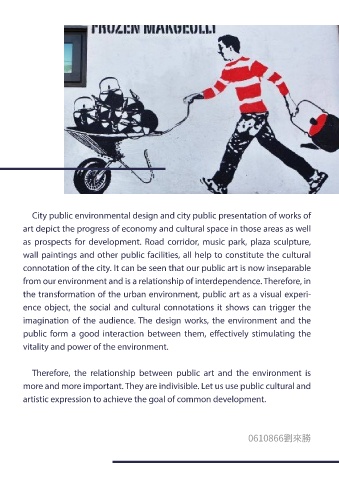 FROZEN MARGEOLLI
City public environmental design and city public presentation of works of
art depict the progress of economy and cultural space in those areas as well
as prospects for development. Road corridor, music park, plaza sculpture,
wall paintings and other public facilities, all help to constitute the cultural
connotation of the city. It can be seen that our public art is now inseparable
from our environment and is a relationship of interdependence. Therefore, in
the transformation of the urban environment, public art as a visual experi-
ence object, the social and cultural connotations it shows can trigger the
imagination of the audience. The design works, the environment and the
public form a good interaction between them, effectively stimulating the
vitality and power of the environment.
Therefore, the relationship between public art and the environment is
more and more important. They are indivisible. Let us use public cultural and
artistic expression to achieve the goal of common development.
0610866劉來勝